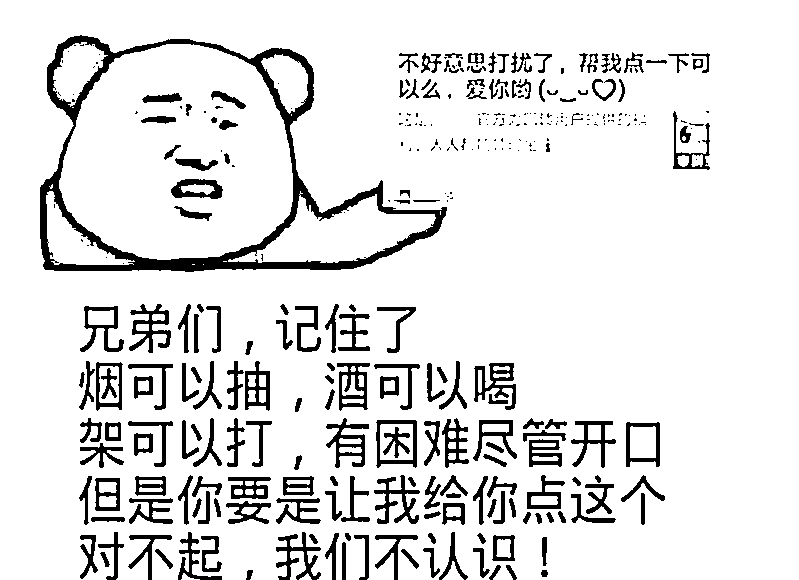 不好意思打扰了，帮我点一下可
以么，爱你哟 (ᴗ‿ᴗ♡)
兄弟们，记住了
烟可以抽，酒可以喝
架可以打，有困难尽管开口
但是你要是让我给你点这个
对不起，我们不认识！